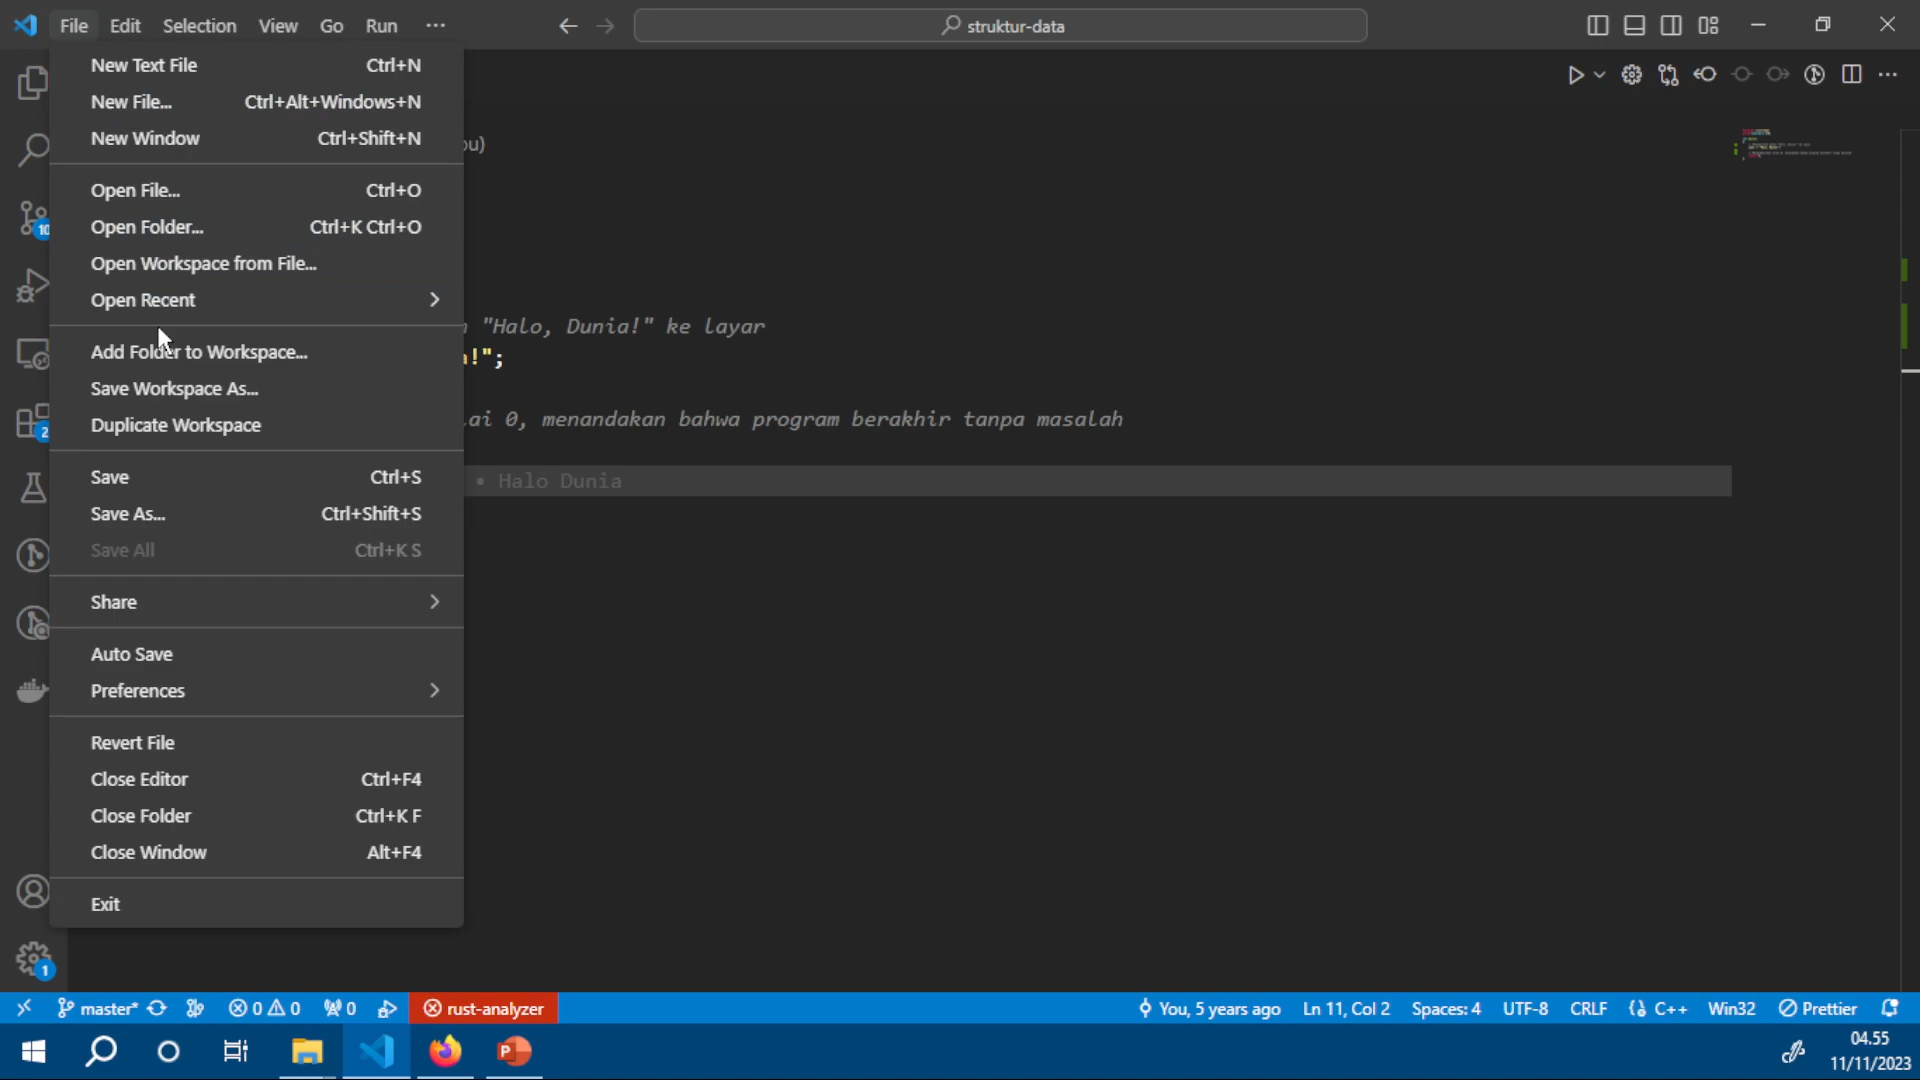 File Edit Selection View Go Run ···
struktur-data
New Text File Ctrl+N
New File... Ctrl+Alt+Windows+N
New Window Ctrl+Shift+N
ou)
Open File... Ctrl+O
Open Folder... Ctrl+K Ctrl+O
Open Workspace from File...
Open Recent
"Halo, Dunia!" ke layar
Add Folder to Workspace...
!";
Save Workspace As...
Duplicate Workspace
ai 0, menandakan bahwa program berakhir tanpa masalah
Save Ctrl+S
• Halo Dunia
Save As... Ctrl+Shift+S
Save All Ctrl+K S
Share
Auto Save
Preferences
Revert File
Close Editor Ctrl+F4
Close Folder Ctrl+K F
Close Window Alt+F4
Exit
10
2
1
master* 0 0 0 rust-analyzer You, 5 years ago Ln 11, Col 2 Spaces: 4 UTF-8 CRLF {} C++ Win32 Prettier
P
04.55
11/11/2023